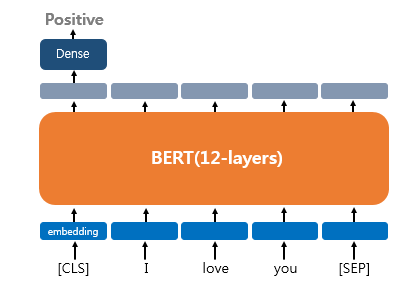 Positive
Dense
BERT(12-layers)
embedding
[CLS] I love you [SEP]